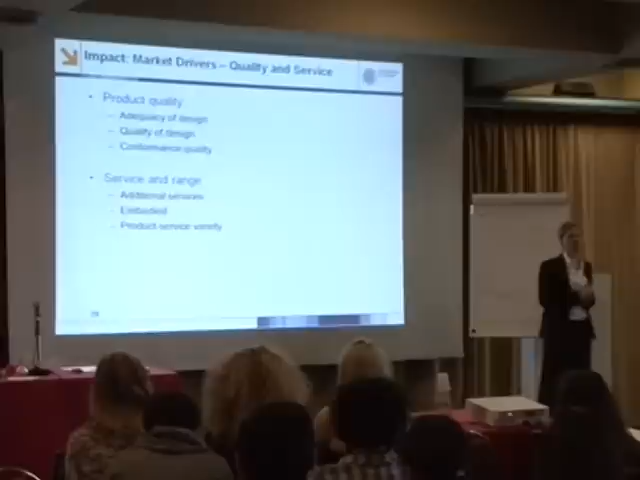 Impact: Market Drivers – Quality and Service
• Product quality
– Adequacy of design
– Quality of design
– Conformance quality
• Service and range
– Additional services
– Embodied
– Product-service variety